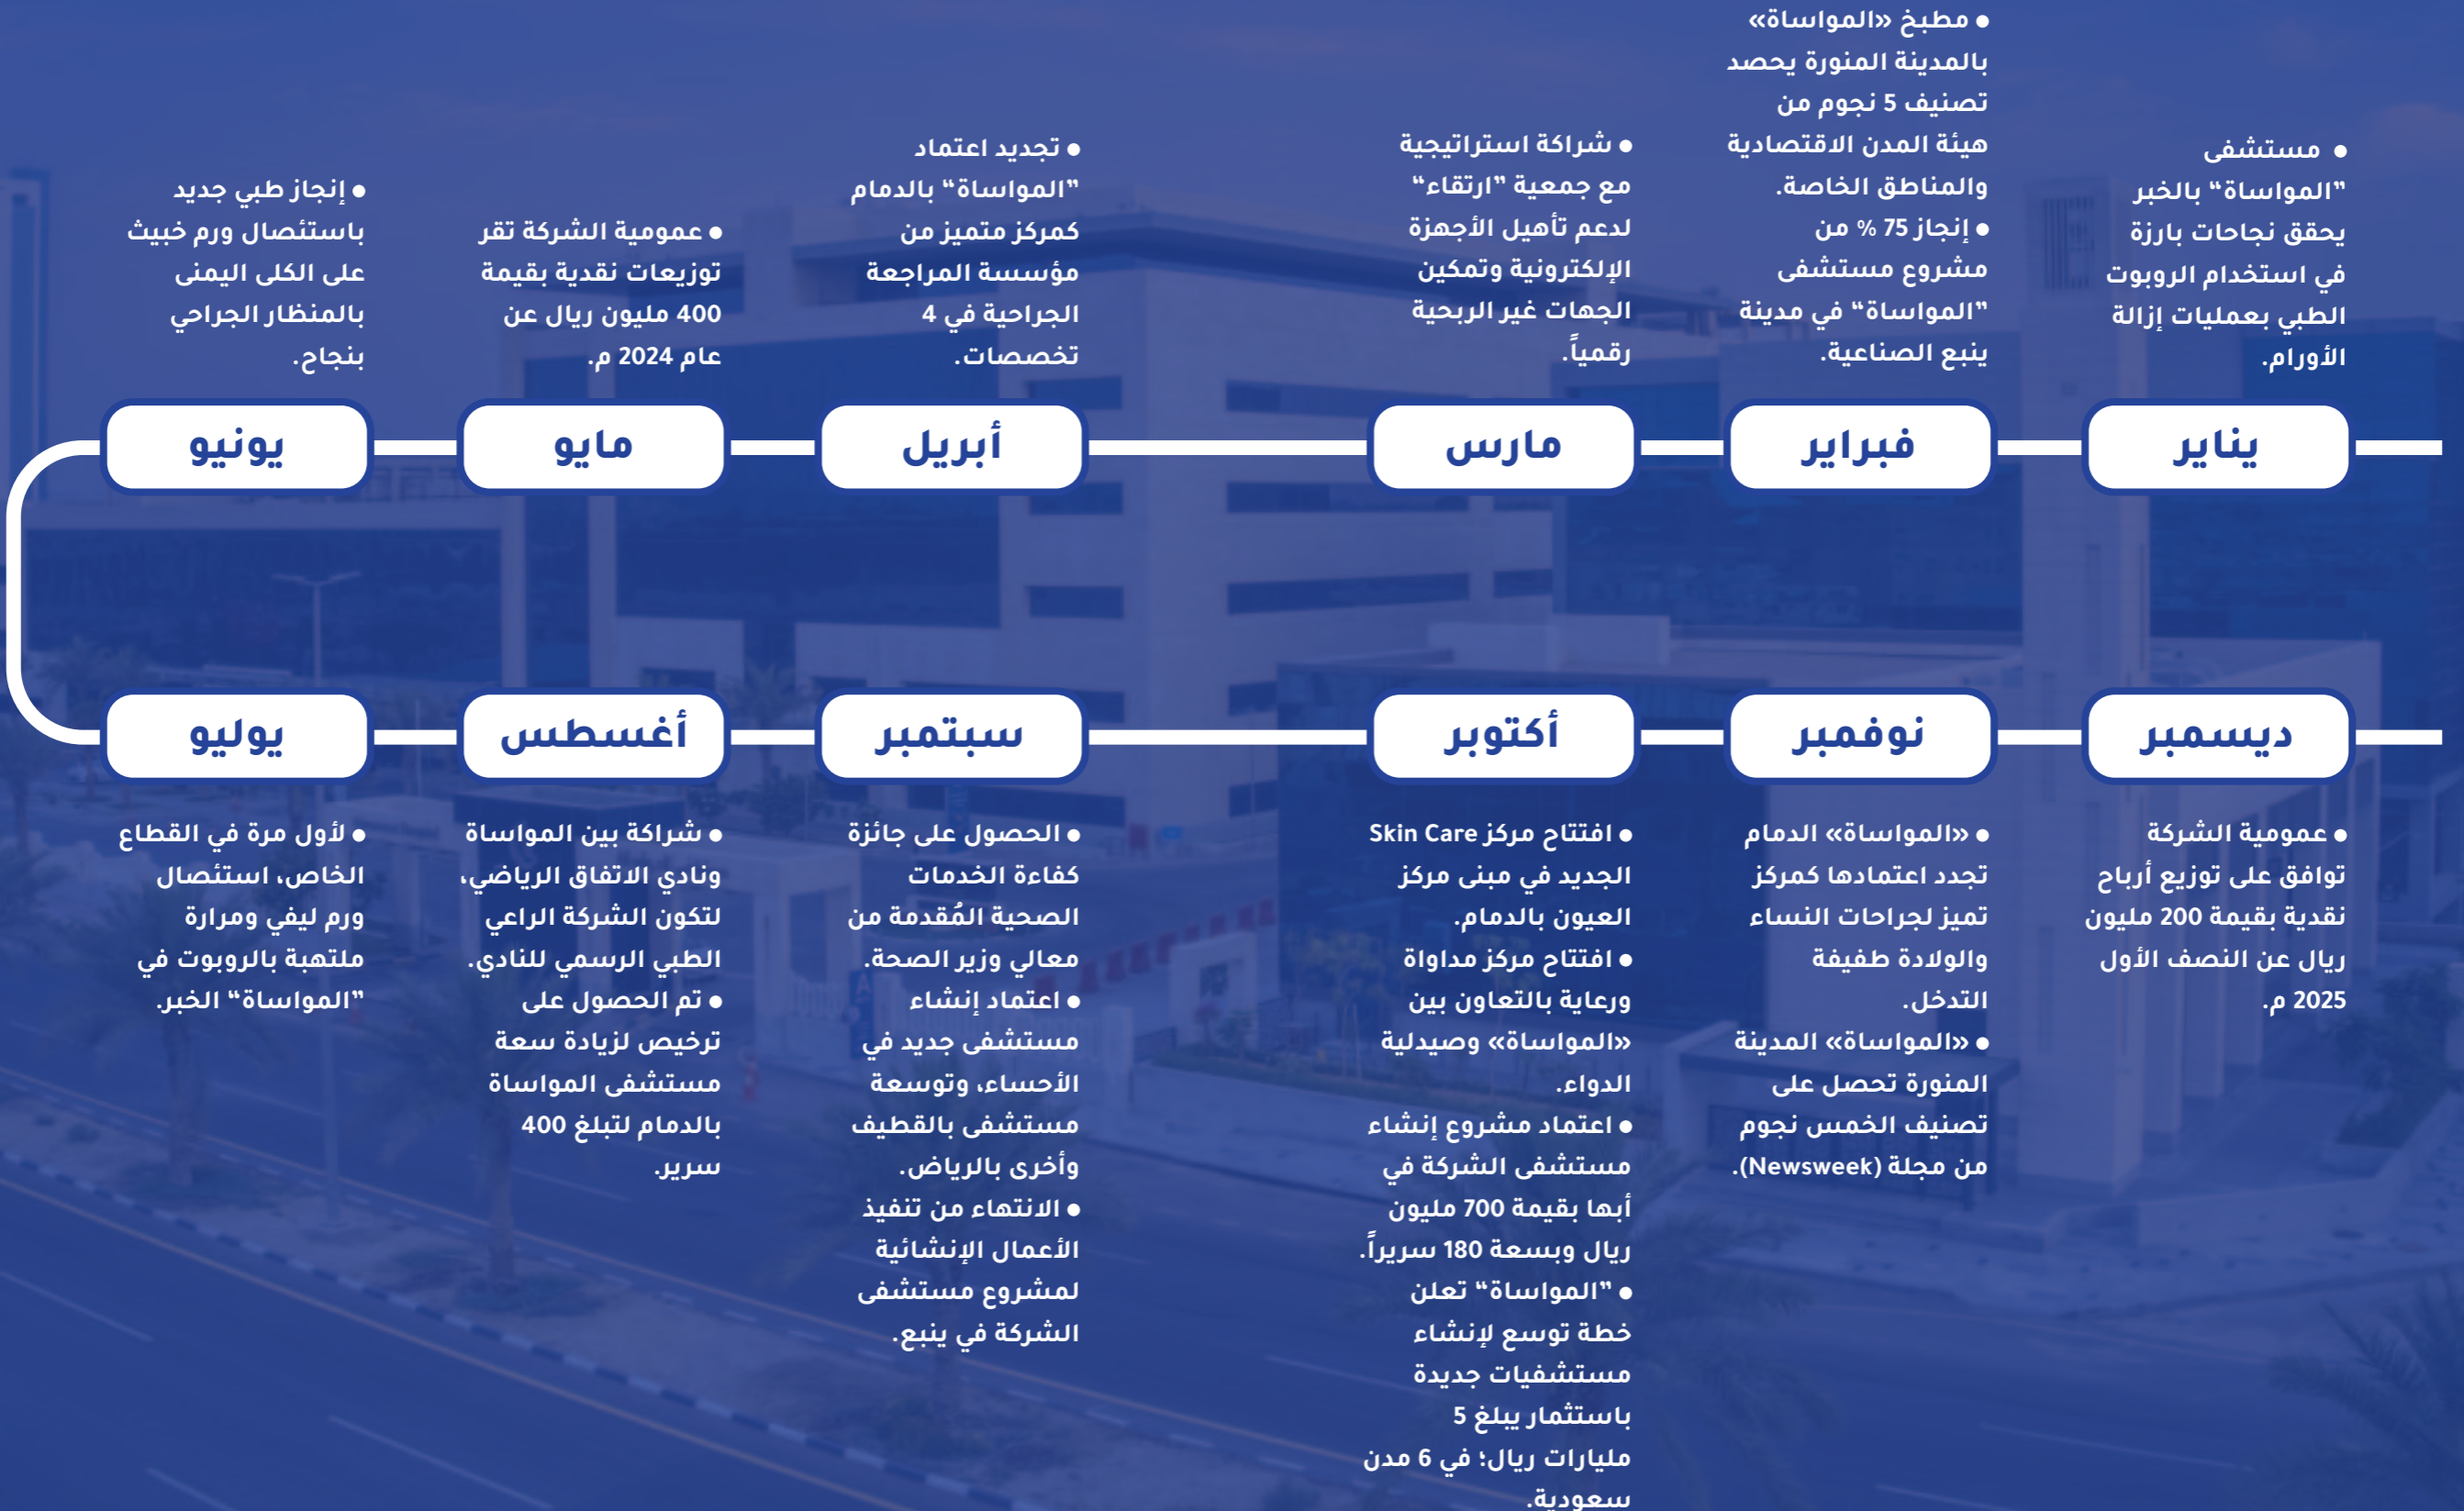 ● مستشفى
”المواساة“ بالخبر
يحقق نجاحات بارزة
في استخدام الروبوت
الطبي بعمليات إزالة
الأورام.
يناير
● مطبخ «المواساة»
بالمدينة المنورة يحصد
تصنيف 5 نجوم من
هيئة المدن الاقتصادية
والمناطق الخاصة.
● إنجاز 75 % من
مشروع مستشفى
”المواساة“ في مدينة
ينبع الصناعية.
فبراير
● شراكة استراتيجية
مع جمعية ”ارتقاء“
لدعم تأهيل الأجهزة
الإلكترونية وتمكين
الجهات غير الربحية
رقمياً.
مارس
● تجديد اعتماد
”المواساة“ بالدمام
كمركز متميز من
مؤسسة المراجعة
الجراحية في 4
تخصصات.
أبريل
● عمومية الشركة تقر
توزيعات نقدية بقيمة
400 مليون ريال عن
عام 2024 م.
مايو
● إنجاز طبي جديد
باستئصال ورم خبيث
على الكلى اليمنى
بالمنظار الجراحي
بنجاح.
يونيو
يوليو
● لأول مرة في القطاع
الخاص، استئصال
ورم ليفي ومرارة
ملتهبة بالروبوت في
”المواساة“ الخبر.
أغسطس
● شراكة بين المواساة
ونادي الاتفاق الرياضي،
لتكون الشركة الراعي
الطبي الرسمي للنادي.
● تم الحصول على
ترخيص لزيادة سعة
مستشفى المواساة
بالدمام لتبلغ 400
سرير.
سبتمبر
● الحصول على جائزة
كفاءة الخدمات
الصحية المُقدمة من
معالي وزير الصحة.
● اعتماد إنشاء
مستشفى جديد في
الأحساء، وتوسعة
مستشفى بالقطيف
وأخرى بالرياض.
● الانتهاء من تنفيذ
الأعمال الإنشائية
لمشروع مستشفى
الشركة في ينبع.
أكتوبر
● افتتاح مركز Skin Care
الجديد في مبنى مركز
العيون بالدمام.
● افتتاح مركز مداواة
ورعاية بالتعاون بين
«المواساة» وصيدلية
الدواء.
● اعتماد مشروع إنشاء
مستشفى الشركة في
أبها بقيمة 700 مليون
ريال وبسعة 180 سريراً.
● ”المواساة“ تعلن
خطة توسع لإنشاء
مستشفيات جديدة
باستثمار يبلغ 5
مليارات ريال؛ في 6 مدن
سعودية.
نوفمبر
● «المواساة» الدمام
تجدد اعتمادها كمركز
تميز لجراحات النساء
والولادة طفيفة
التدخل.
● «المواساة» المدينة
المنورة تحصل على
تصنيف الخمس نجوم
من مجلة (Newsweek).
ديسمبر
● عمومية الشركة
توافق على توزيع أرباح
نقدية بقيمة 200 مليون
ريال عن النصف الأول
2025 م.